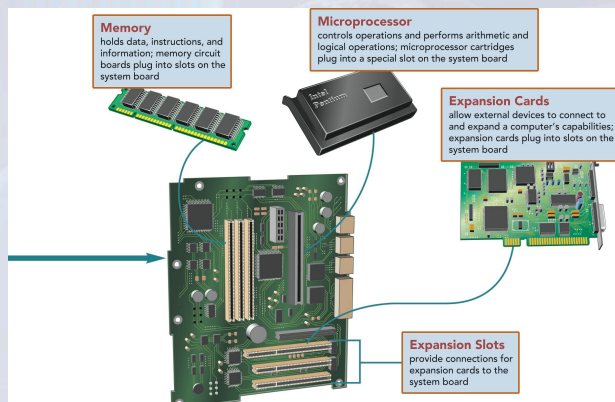 Memory
holds data, instructions, and
information; memory circuit
boards plug into slots on the
system board
Microprocessor
controls operations and performs arithmetic and
logical operations; microprocessor cartridges
plug into a special slot on the system board
Intel
Pentium
Expansion Cards
allow external devices to connect to
and expand a computer's capabilities;
expansion cards plug into slots on the
system board
Expansion Slots
provide connections for
expansion cards to the
system board